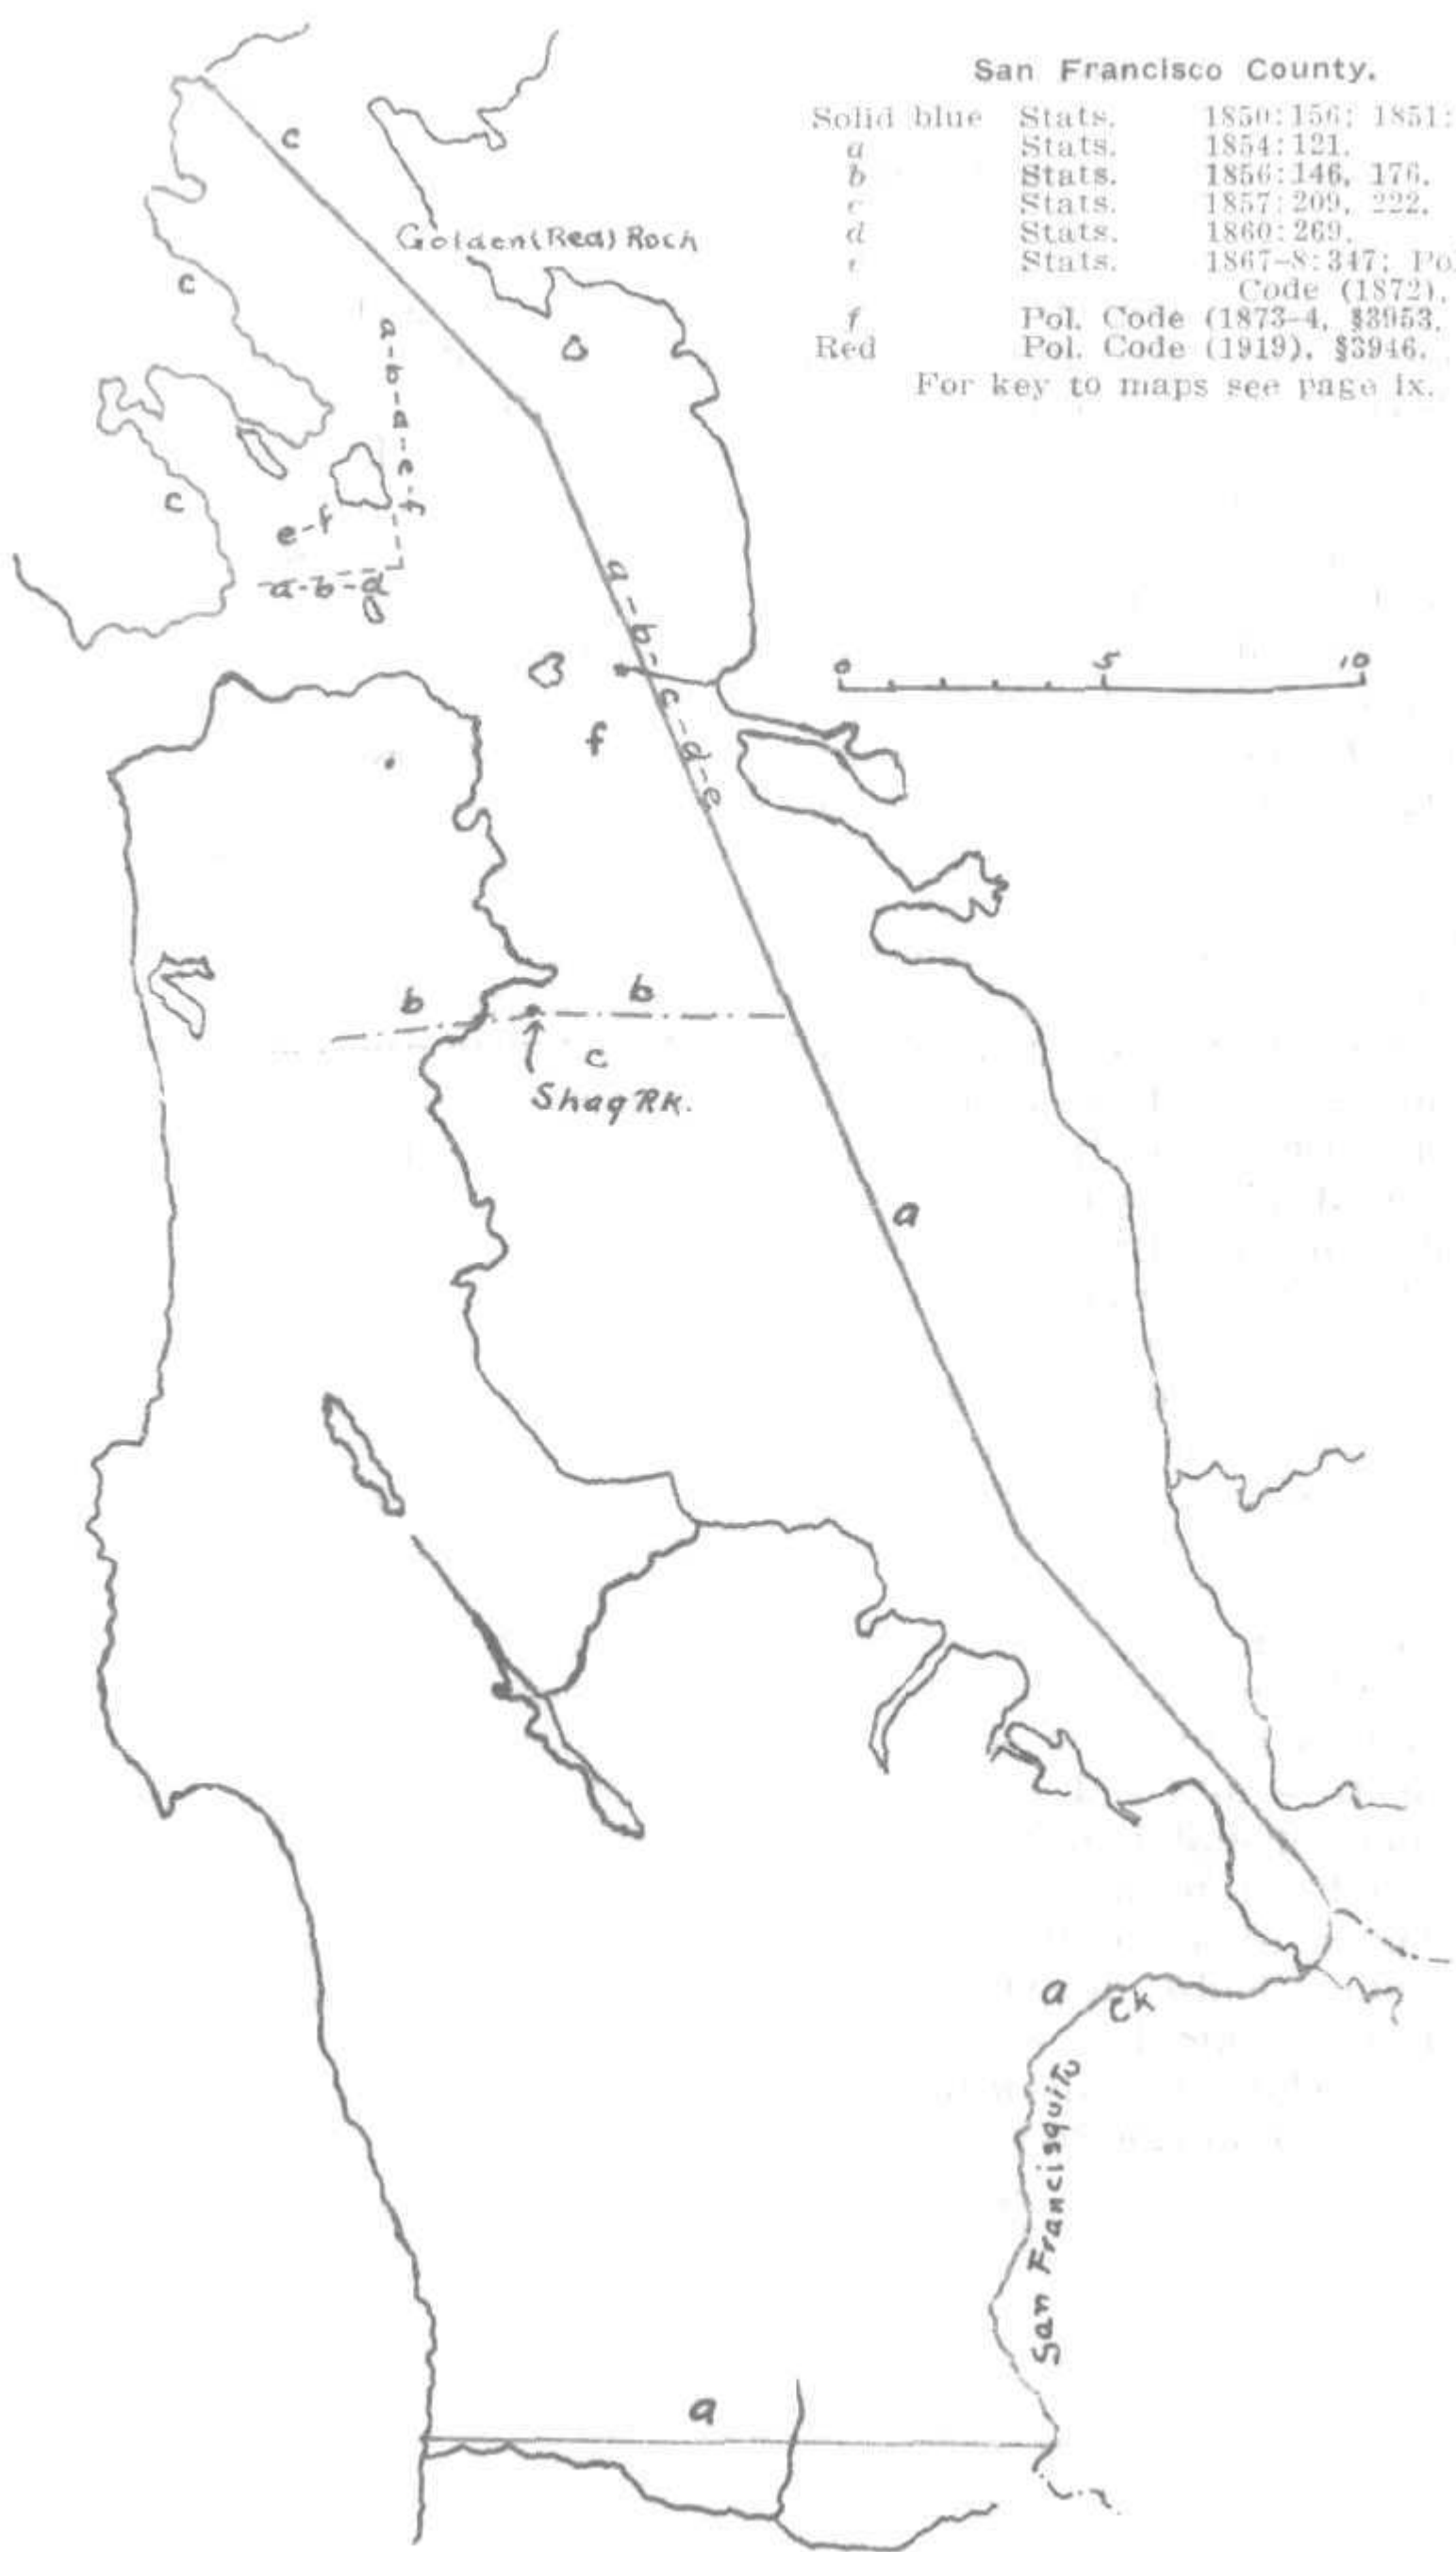 San Francisco County.
Solid blue Stats. 1850:156; 1851:
a Stats. 1854:121.
b Stats. 1856:146, 176.
c Stats. 1857:209, 222.
d Stats. 1860:269.
e Stats. 1867-8:347; Pol.
Code (1872),
f Pol. Code (1873-4, §3953,
Red Pol. Code (1919), §3946.
For key to maps see page ix.
c
Golden (Red) Rock
c
a-b-a-e-f
c
e-f
a-b-d
a-b-c-d-e
0 5 10
f
b
b
c
Shag Rk.
a
a
Ck
San Francisquito
a